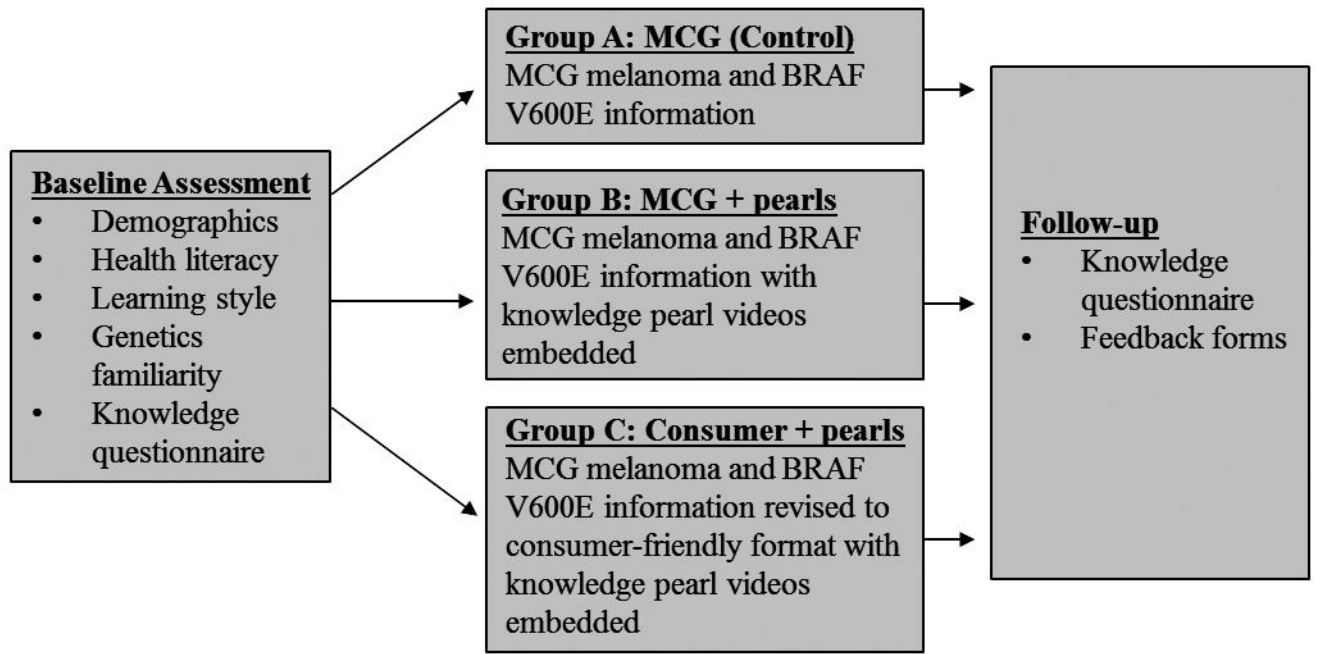 Baseline Assessment
• Demographics
• Health literacy
• Learning style
• Genetics
familiarity
• Knowledge
questionnaire
Group A: MCG (Control)
MCG melanoma and BRAF
V600E information
Group B: MCG + pearls
MCG melanoma and BRAF
V600E information with
knowledge pearl videos
embedded
Group C: Consumer + pearls
MCG melanoma and BRAF
V600E information revised to
consumer-friendly format with
knowledge pearl videos
embedded
Follow-up
• Knowledge
questionnaire
• Feedback forms